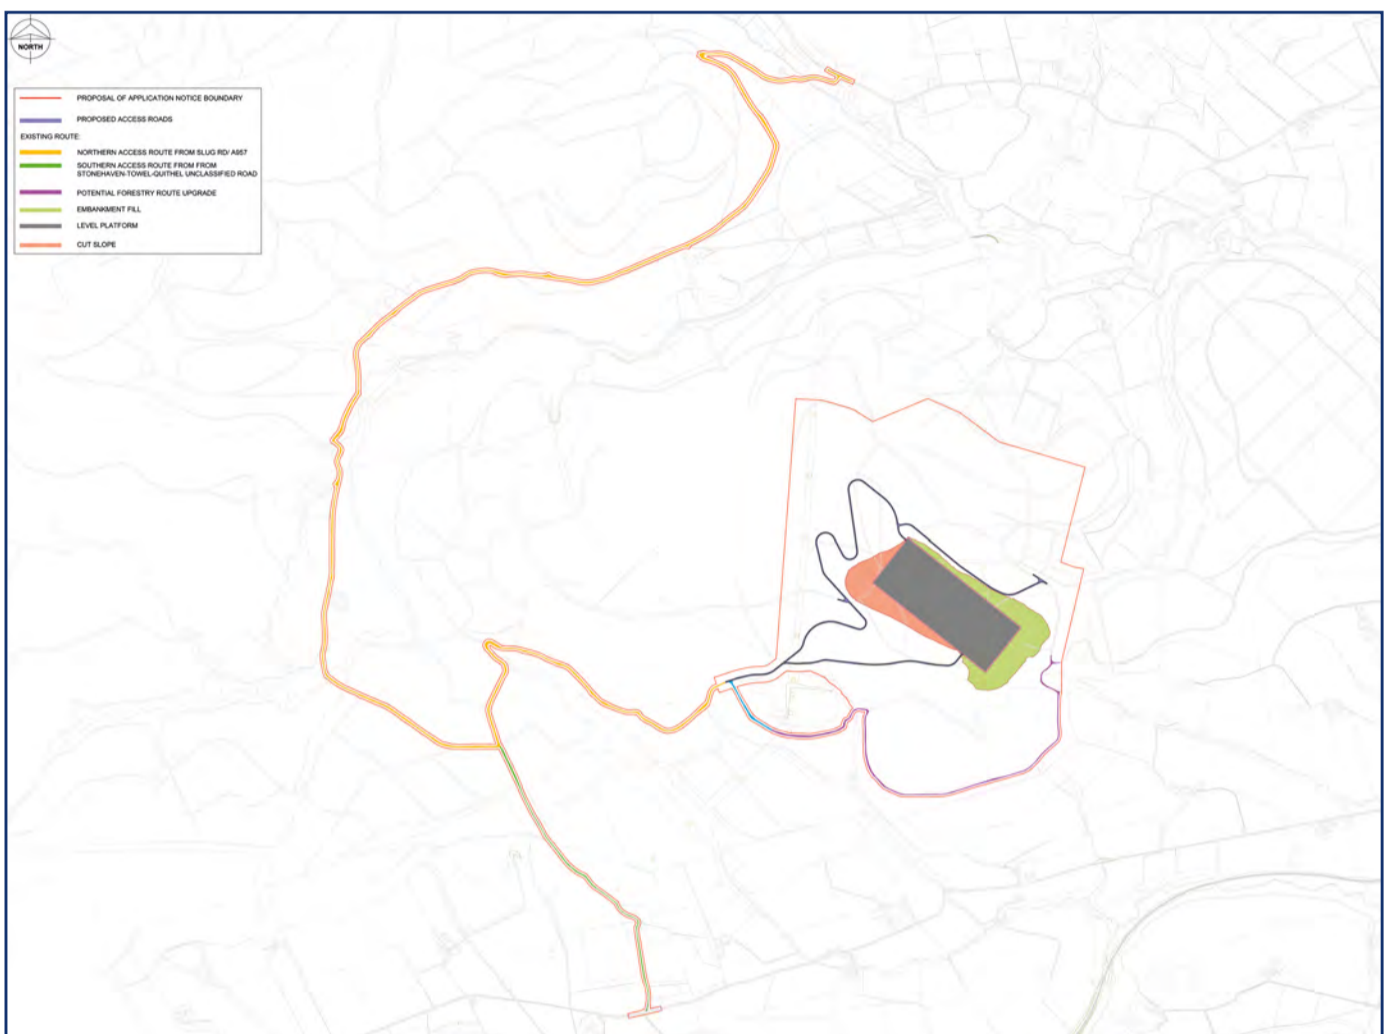 NORTH
PROPOSAL OF APPLICATION NOTICE BOUNDARY
PROPOSED ACCESS ROADS
EXISTING ROUTE:
NORTHERN ACCESS ROUTE FROM SLUG RD/ A957
SOUTHERN ACCESS ROUTE FROM FROM
STONEHAVEN-TOWEL-QUITHEL UNCLASSIFIED ROAD
POTENTIAL FORESTRY ROUTE UPGRADE
EMBANKMENT FILL
LEVEL PLATFORM
CUT SLOPE